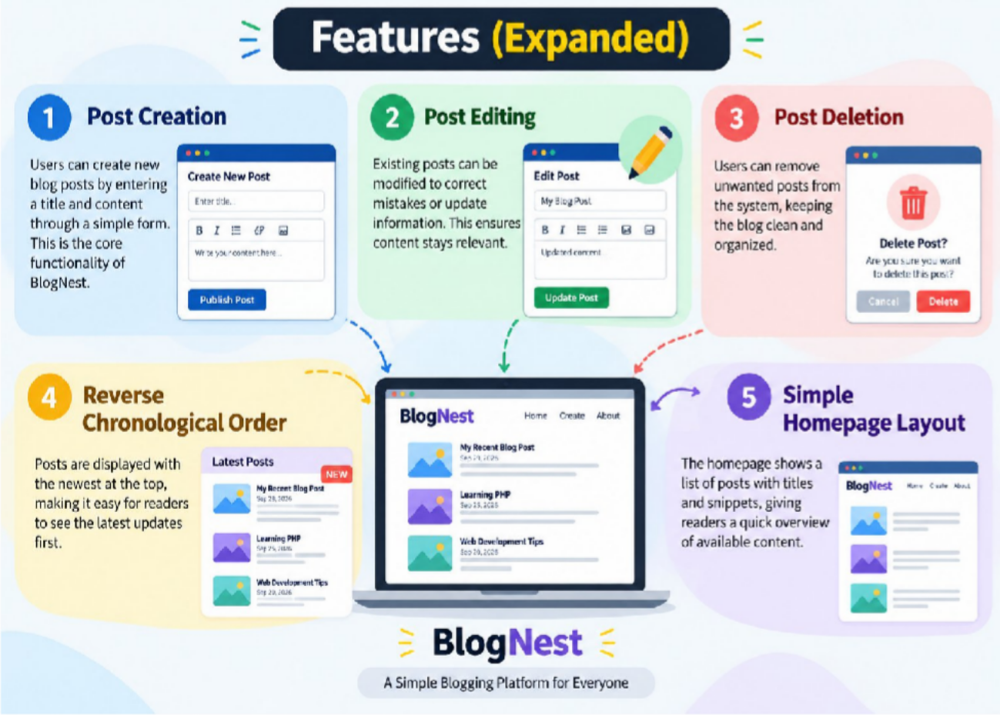 Features (Expanded)
1
Post Creation
Users can create new
blog posts by entering
a title and content
through a simple form.
This is the core
functionality of
BlogNest.
Create New Post
Enter title...
B I
Write your content here...
Publish Post
2
Post Editing
Existing posts can be
modified to correct
mistakes or update
information. This ensures
content stays relevant.
Edit Post
My Blog Post
B I
Updated content
Update Post
3
Post Deletion
Users can remove
unwanted posts from
the system, keeping
the blog clean and
organized.
Delete Post?
Are you sure you want
to delete this post?
Cancel
Delete
4
Reverse
Chronological Order
Posts are displayed with
the newest at the top,
making it easy for readers
to see the latest updates
first.
Latest Posts
NEW
My Recent Blog Post
Learning PHP
Web Development Tips
BlogNest
Home Create About
My Recent Blog Post
Learning PHP
Web Development Tips
5
Simple
Homepage Layout
The homepage shows a
list of posts with titles
and snippets, giving
readers a quick overview
of available content.
BlogNest
Home Create About
BlogNest
A Simple Blogging Platform for Everyone